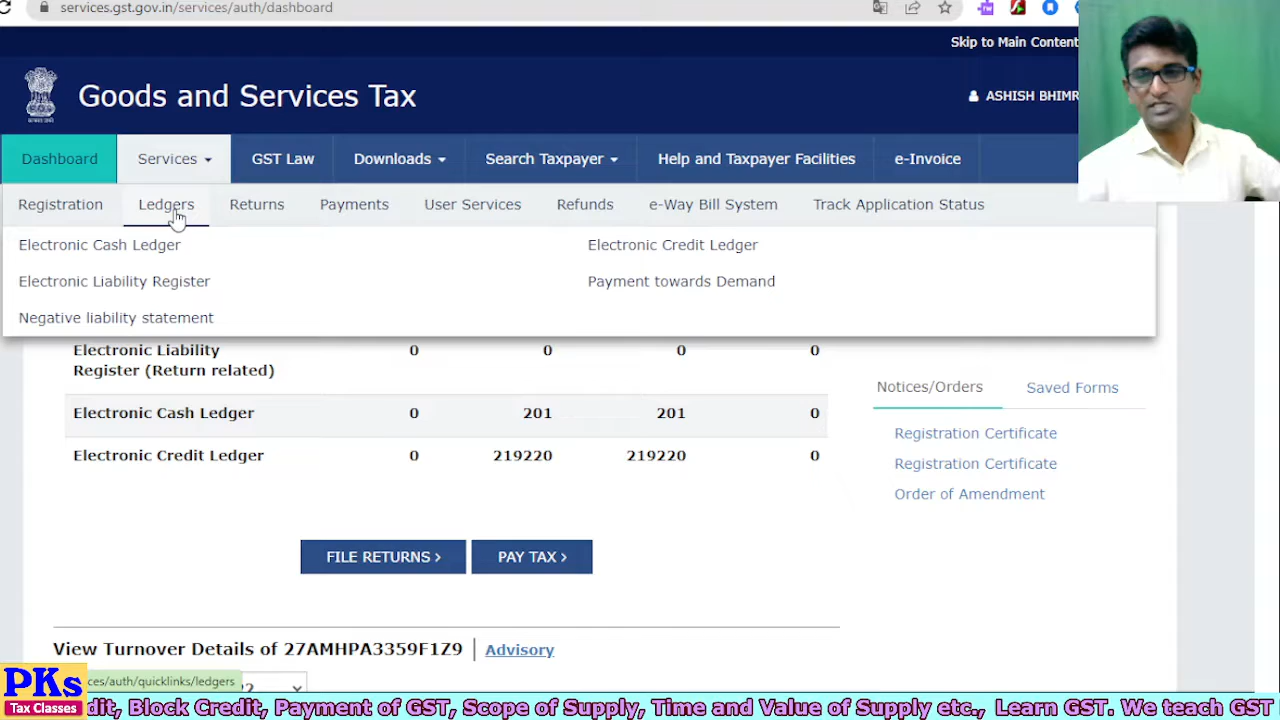 services.gst.gov.in/services/auth/dashboard
Skip to Main Content
Goods and Services Tax
ASHISH BHIMR
Dashboard Services GST Law Downloads Search Taxpayer Help and Taxpayer Facilities e-Invoice
Registration Ledgers Returns Payments User Services Refunds e-Way Bill System Track Application Status
Electronic Cash Ledger Electronic Credit Ledger
Electronic Liability Register Payment towards Demand
Negative liability statement
Electronic Liability 0 0 0 0
Register (Return related)
Electronic Cash Ledger 0 201 201 0
Electronic Credit Ledger 0 219220 219220 0
Notices/Orders Saved Forms
Registration Certificate
Registration Certificate
Order of Amendment
FILE RETURNS > PAY TAX >
View Turnover Details of 27AMHPA3359F1Z9 | Advisory
ces/auth/quicklinks/ledgers
PKs
Tax Classes
dit, Block Credit, Payment of GST, Scope of Supply, Time and Value of Supply etc., Learn GST. We teach GST